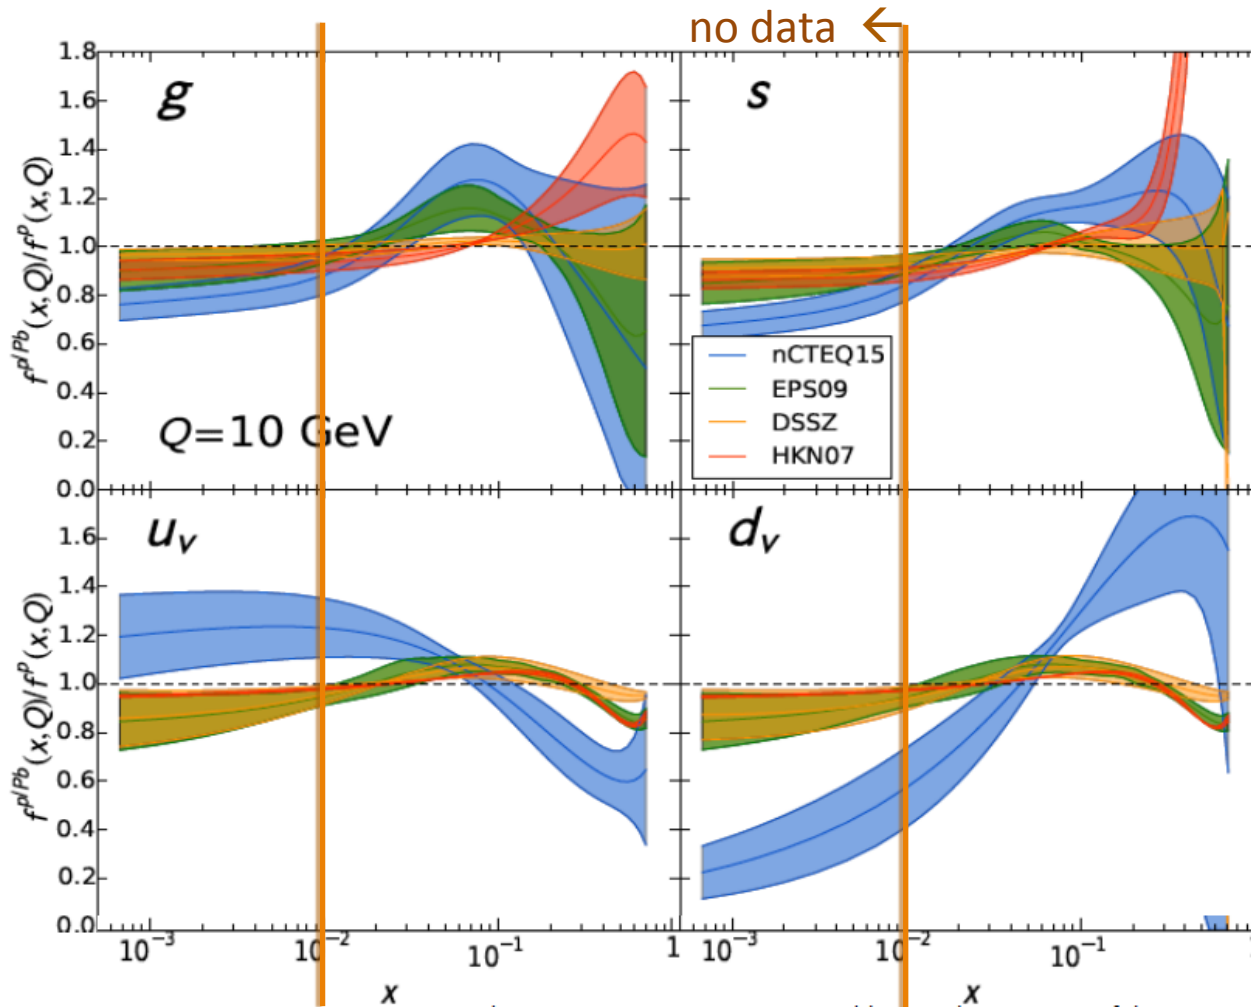 no data ←
1.8
1.6
1.4
1.2
1.0
0.8
0.6
0.4
0.2
0.0
f^{p/Pb}(x,Q)/f^p(x,Q)
g
Q=10 GeV
s
nCTEQ15
EPS09
DSSZ
HKN07
1.6
1.4
1.2
1.0
0.8
0.6
0.4
0.2
0.0
f^{p/Pb}(x,Q)/f^p(x,Q)
u_v
d_v
10^{-3} 10^{-2} 10^{-1} 1 10^{-3} 10^{-2} 10^{-1}
x x